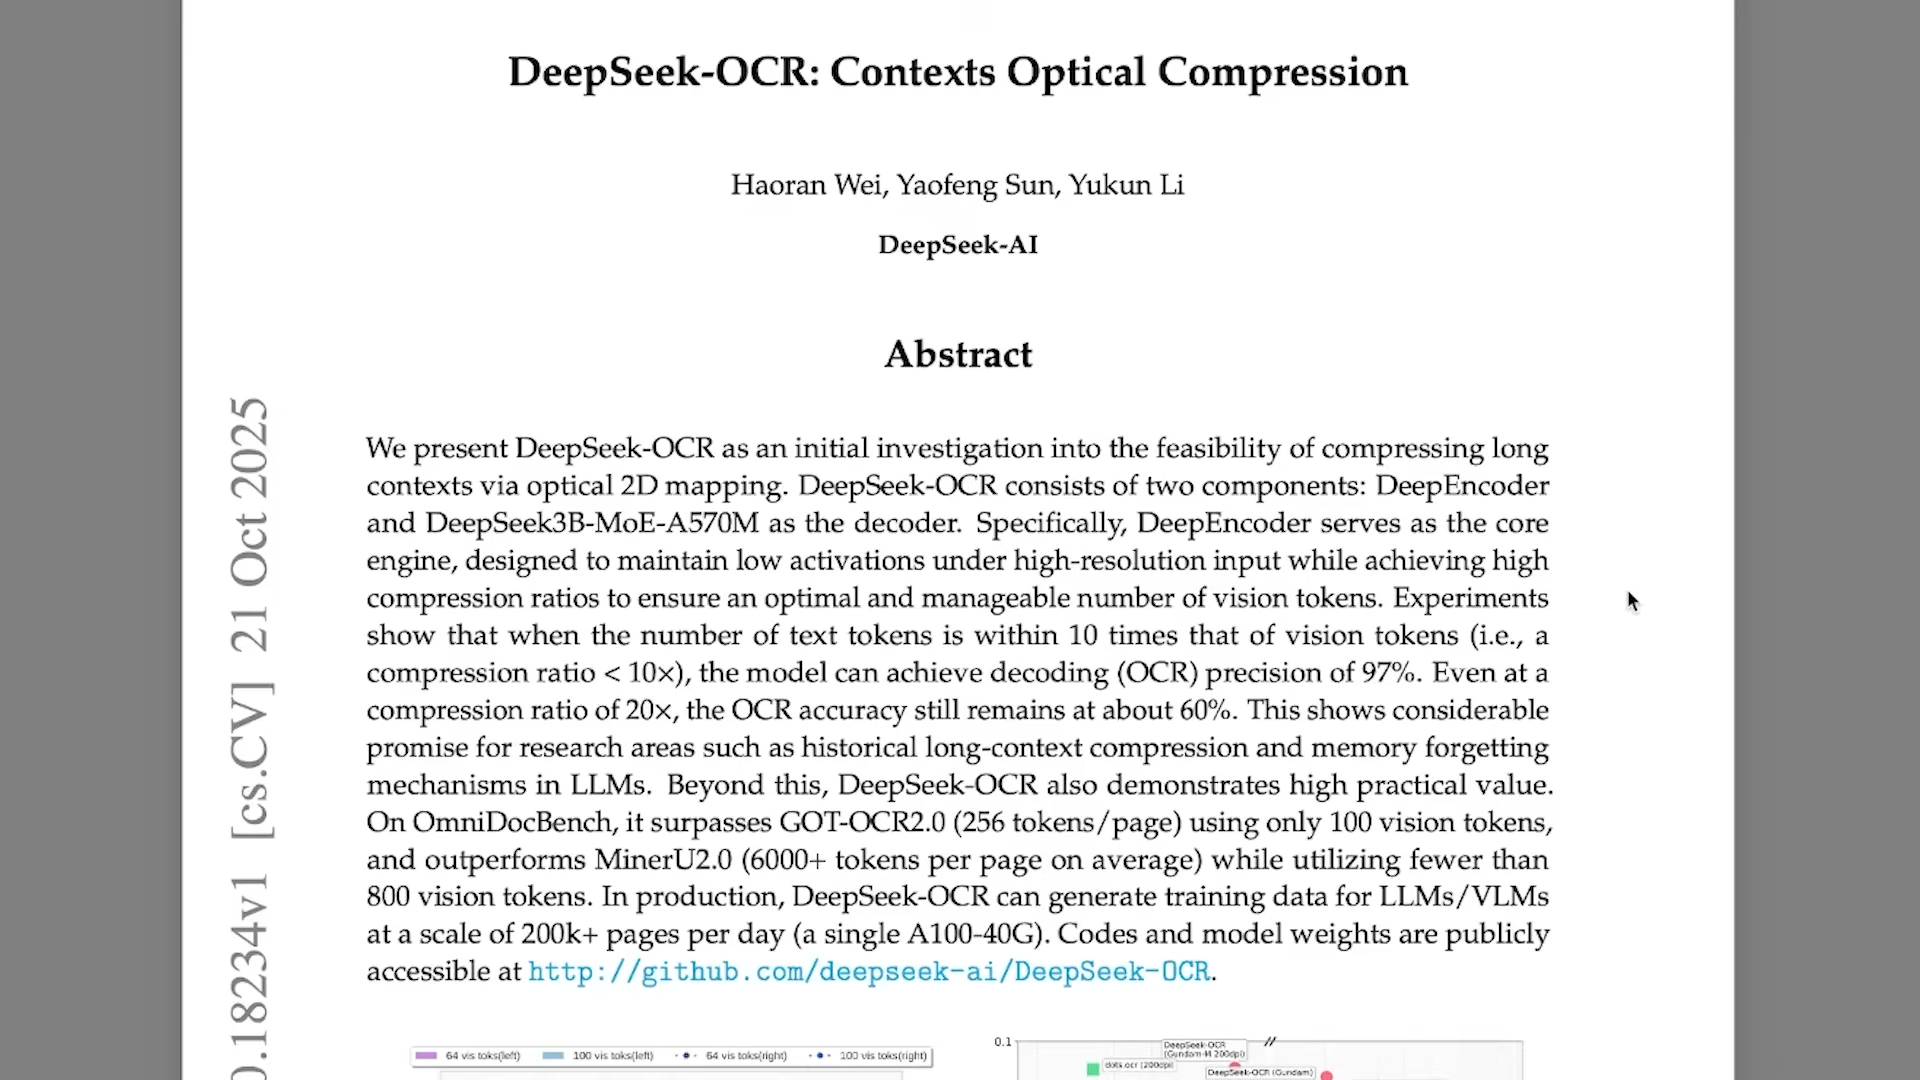 DeepSeek-OCR: Contexts Optical Compression
Haoran Wei, Yaofeng Sun, Yukun Li
DeepSeek-AI
Abstract
We present DeepSeek-OCR as an initial investigation into the feasibility of compressing long
contexts via optical 2D mapping. DeepSeek-OCR consists of two components: DeepEncoder
and DeepSeek3B-MoE-A570M as the decoder. Specifically, DeepEncoder serves as the core
engine, designed to maintain low activations under high-resolution input while achieving high
compression ratios to ensure an optimal and manageable number of vision tokens. Experiments
show that when the number of text tokens is within 10 times that of vision tokens (i.e., a
compression ratio < 10×), the model can achieve decoding (OCR) precision of 97%. Even at a
compression ratio of 20×, the OCR accuracy still remains at about 60%. This shows considerable
promise for research areas such as historical long-context compression and memory forgetting
mechanisms in LLMs. Beyond this, DeepSeek-OCR also demonstrates high practical value.
On OmniDocBench, it surpasses GOT-OCR2.0 (256 tokens/page) using only 100 vision tokens,
and outperforms MinerU2.0 (6000+ tokens per page on average) while utilizing fewer than
800 vision tokens. In production, DeepSeek-OCR can generate training data for LLMs/VLMs
at a scale of 200k+ pages per day (a single A100-40G). Codes and model weights are publicly
accessible at http://github.com/deepseek-ai/DeepSeek-OCR.
0.18234v1 [cs.CV] 21 Oct 2025
64 vis toks(left) 100 vis toks(left) 64 vis toks(right) 100 vis toks(right)
0.1
DeepSeek-OCR
(Gundam-M 200dpi)
dots.ocr (200dpi)
DeepSeek-OCR (Gundam)